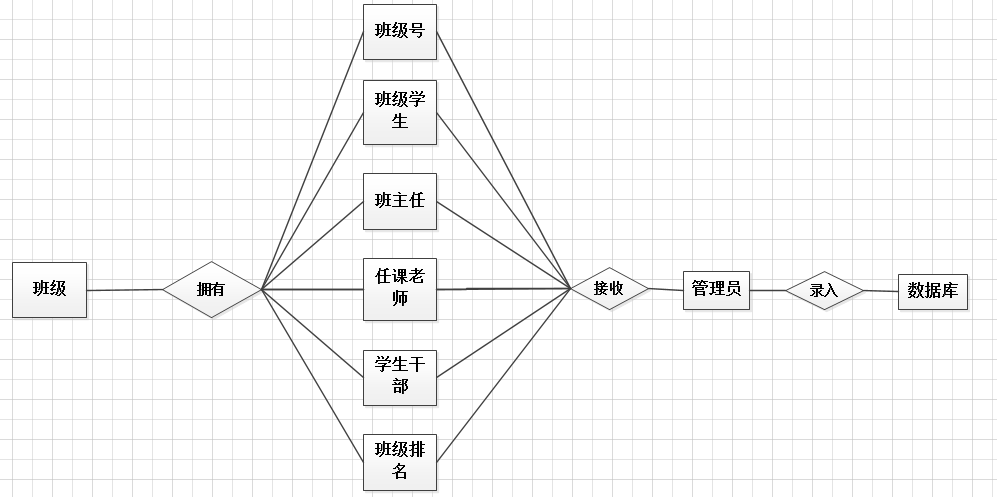 班级号
班级学
生
班主任
任课老
师
学生干
部
班级排
名
班级
拥有
接收
管理员
录入
数据库